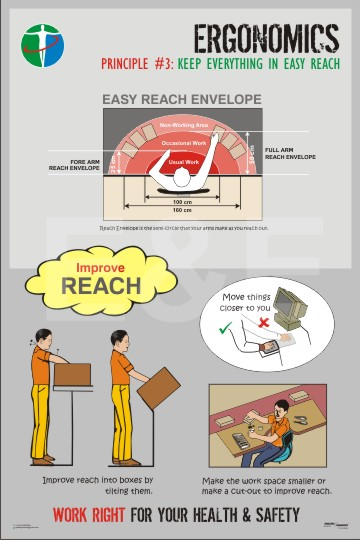 ERGONOMICS
PRINCIPLE #3: KEEP EVERYTHING IN EASY REACH
EASY REACH ENVELOPE
Non-Working Area
Occasional Work
Usual Work
FORE ARM
REACH ENVELOPE
FULL ARM
REACH ENVELOPE
25 cm
50 cm
100 cm
160 cm
Reach Envelope is the semi-circle that your arms make as you reach out.
Improve
REACH
Move things
closer to you
Improve reach into boxes by
tilting them.
Make the work space smaller or
make a cut-out to improve reach.
WORK RIGHT FOR YOUR HEALTH & SAFETY